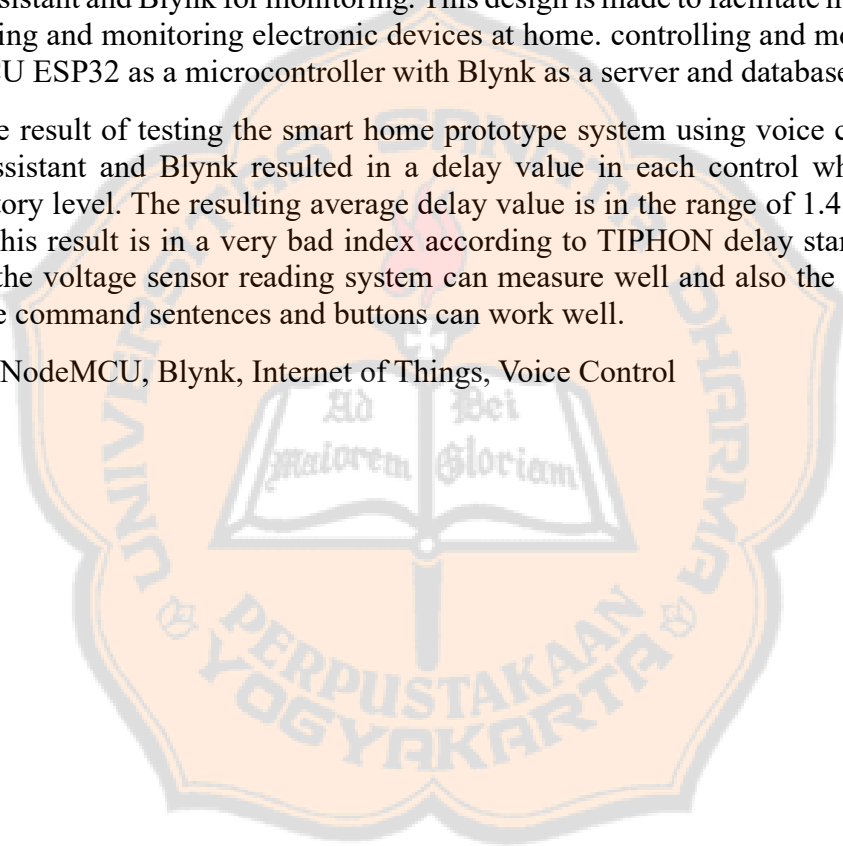 and Blynk for monitoring. This design is made to facilitate
ing and monitoring electronic devices at home. controlling and
U ESP32 as a microcontroller with Blynk as a server and database
e result of testing the smart home prototype system using voice
ssistant and Blynk resulted in a delay value in each control
tory level. The resulting average delay value is in the range of 1.4
his result is in a very bad index according to TIPHON delay
the voltage sensor reading system can measure well and also the
e command sentences and buttons can work well.
NodeMCU, Blynk, Internet of Things, Voice Control
UNIVERSITAS SANATA DHARMA
Ad Dei
Maiorem Gloriam
PERPUSTAKAAN
YOGYAKARTA